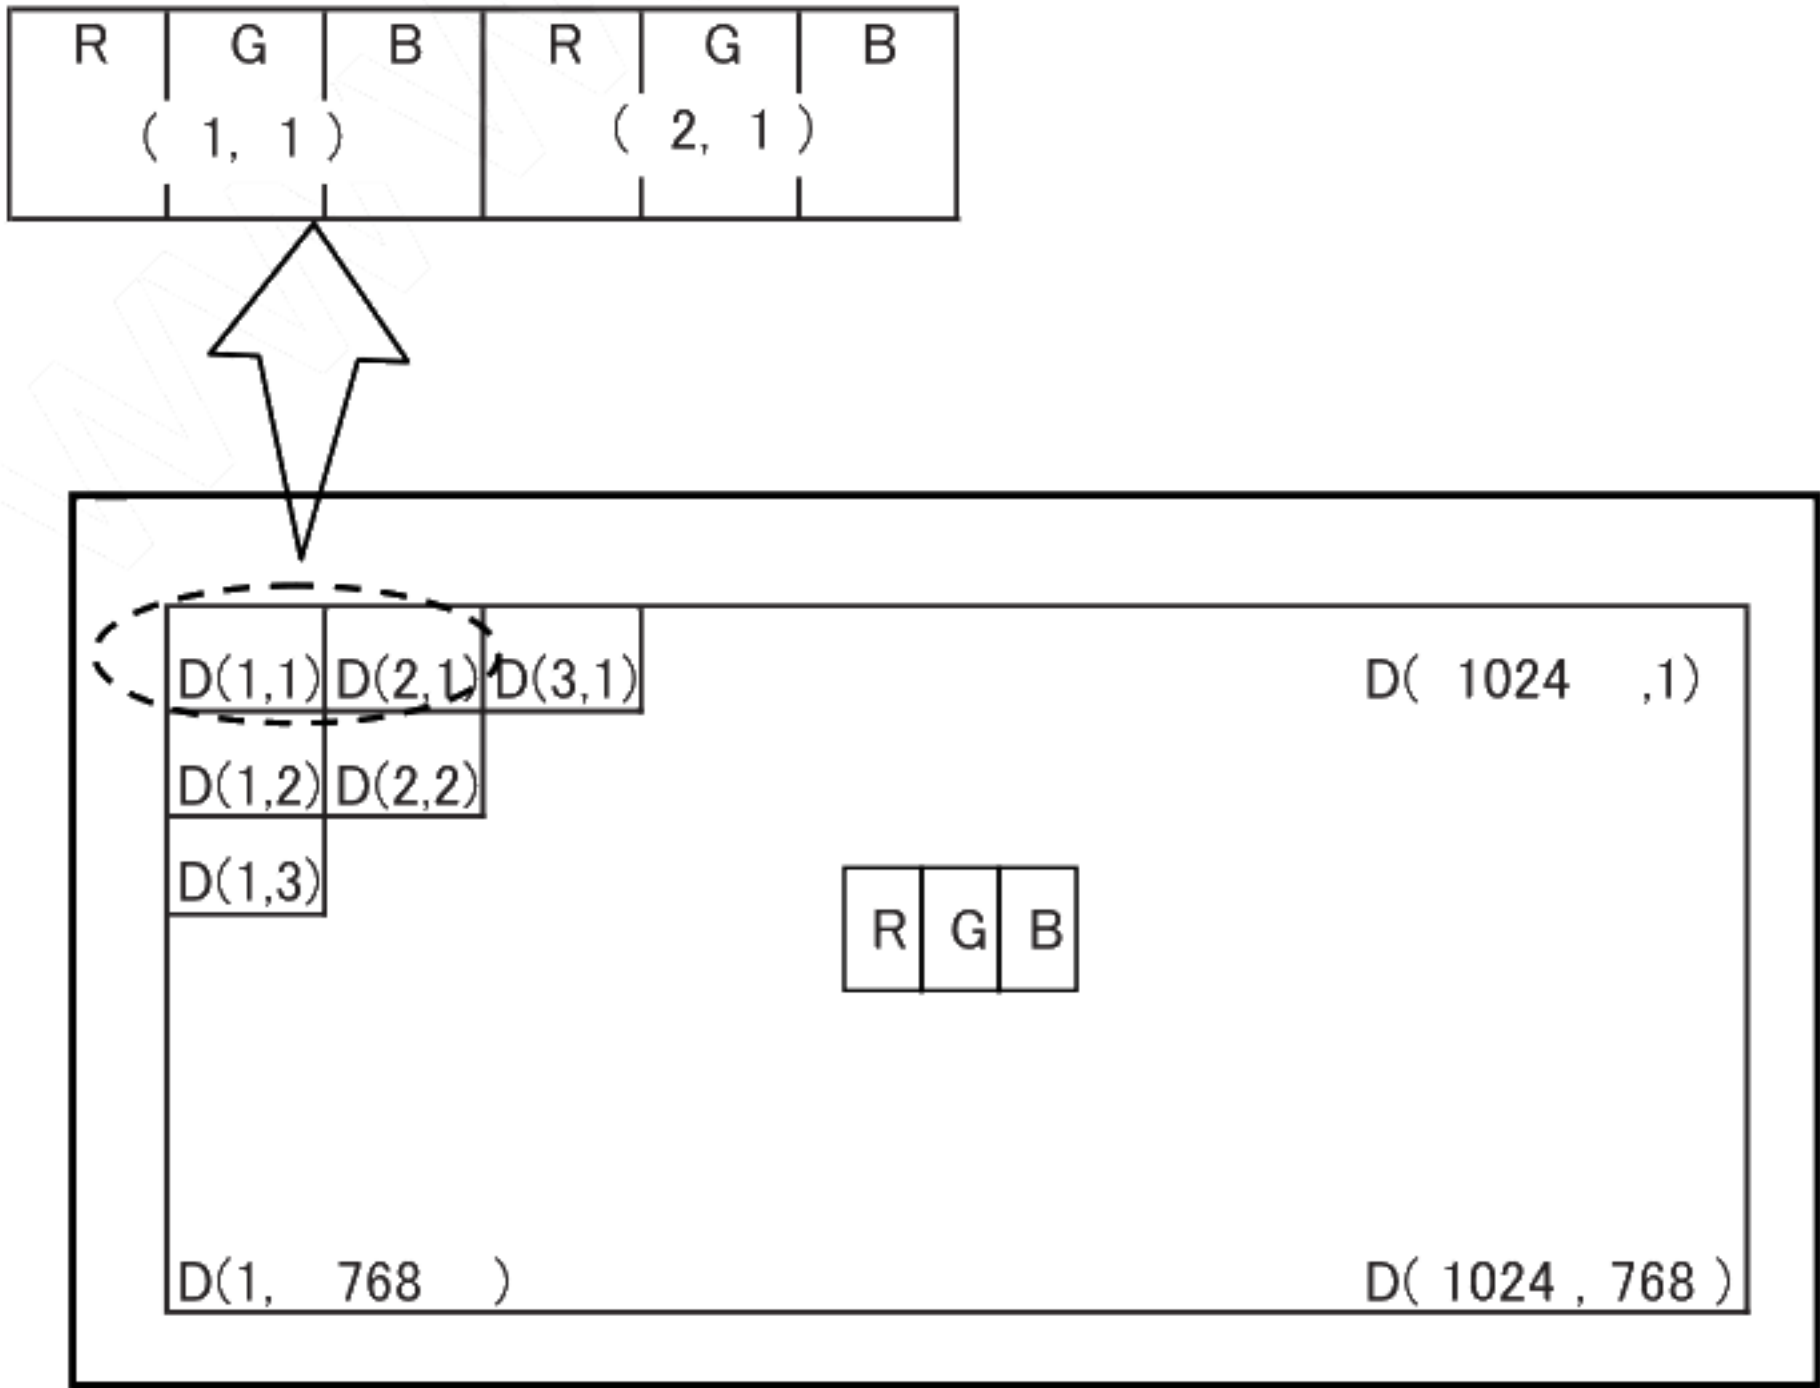 R G B R G B
( 1, 1 ) ( 2, 1 )
D(1,1) D(2,1) D(3,1) D( 1024 ,1)
D(1,2) D(2,2)
D(1,3)
R G B
D(1, 768 ) D( 1024 , 768 )